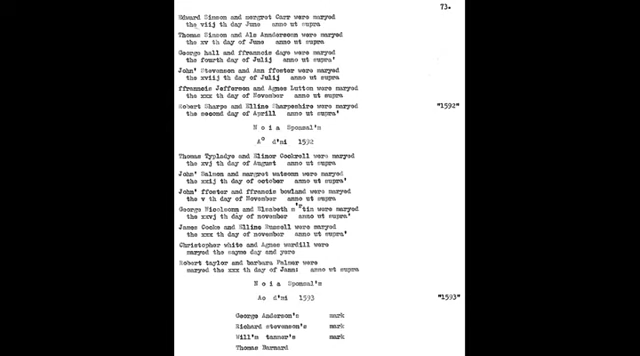 73.
Edward Simson and margret Carr were maryed
the viij th day June anno ut supra
Thomas Simson and Als Annderson were maryed
the xv th day of June anno ut supra
George hall and ffranncis daye were maryed
the fourth day of Julij anno ut supra'
John' Stevenson and Ann ffoster were maryed
the xviij th day of Julij anno ut supra
ffranncis Jefferson and Agnes Lutton were maryed
the xxx th day of November anno ut supra
Robert Sharpe and Elline Sharpeshire were maryed "1592"
the second day of Aprill anno ut supra'
N o i a Sponsal's
A° d'ni 1592
Thomas Typladye and Elinor Cockrell were maryed
the xvj th day of August anno ut supra
John' Salmon and margret watson were maryed
the xxij th day of october anno ut supra'
John' ffoster and ffrancis bowland were maryed
the v th day of November anno ut supra
George Nicolsonn and Elsabeth m'tin were maryed
the xxvj th day of november anno ut supra'
James Cooke and Elline Russell were maryed
the xxx th day of november anno ut supra'
Christopher white and Agnes wardill were
maryed the sayme day and yere
Robert taylor and barbara Palmer were
maryed the xxx th day of Jann: anno ut supra
N o i a Sponsal's
Ao d'ni 1593 "1593"
George Anderson's mark
Richard stevenson's mark
Will'm tanner's mark
Thomas Barnard